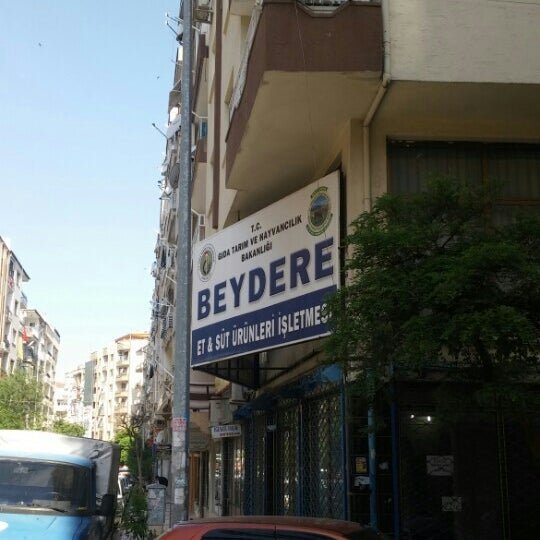 T.C.
GIDA TARIM VE HAYVANCILIK
BAKANLIĞI
BEYDERE
ET & SÜT ÜRÜNLERİ İŞLETMESİ